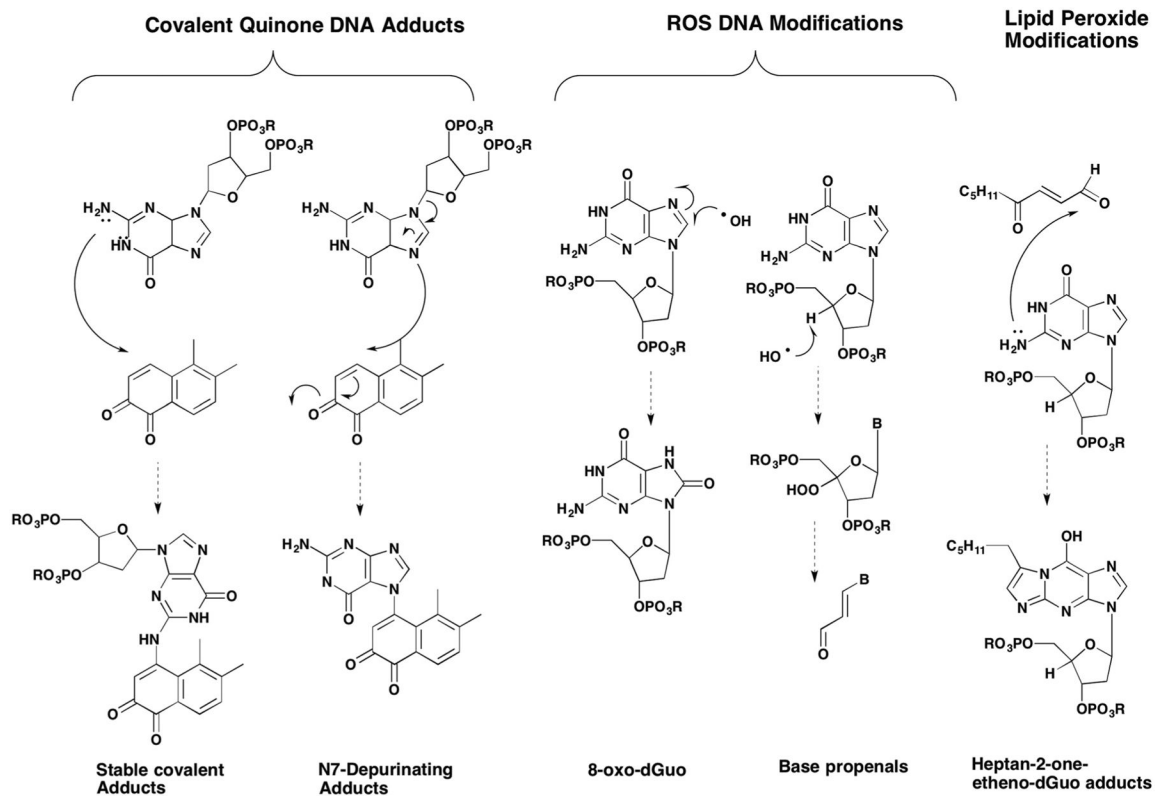 Covalent Quinone DNA Adducts
ROS DNA Modifications
Lipid Peroxide
Modifications
OPO₃R
OPO₃R
H₂N
N
N
HN
N
O
O
OPO₃R
OPO₃R
H₂N
N
N
HN
N
O
O
O
HN
N
H₂N
N
N
•OH
RO₃PO
O
OPO₃R
O
HN
N
H₂N
N
N
RO₃PO
O
H
HO•
OPO₃R
H
C₅H₁₁
O
O
O
HN
N
H₂N
N
N
RO₃PO
O
H
OPO₃R
O
O
O
O
O
H
HN
N
O
H₂N
N
N
RO₃PO
O
OPO₃R
B
RO₃PO
O
HOO
OPO₃R
B
O
RO₃PO
O
RO₃PO
N
N
N
O
N
NH
HN
O
O
H₂N
N
N
HN
N
O
O
O
C₅H₁₁
OH
N
N
N
N
N
RO₃PO
O
H
OPO₃R
Stable covalent
Adducts
N7-Depurinating
Adducts
8-oxo-dGuo
Base propenals
Heptan-2-one-
etheno-dGuo adducts